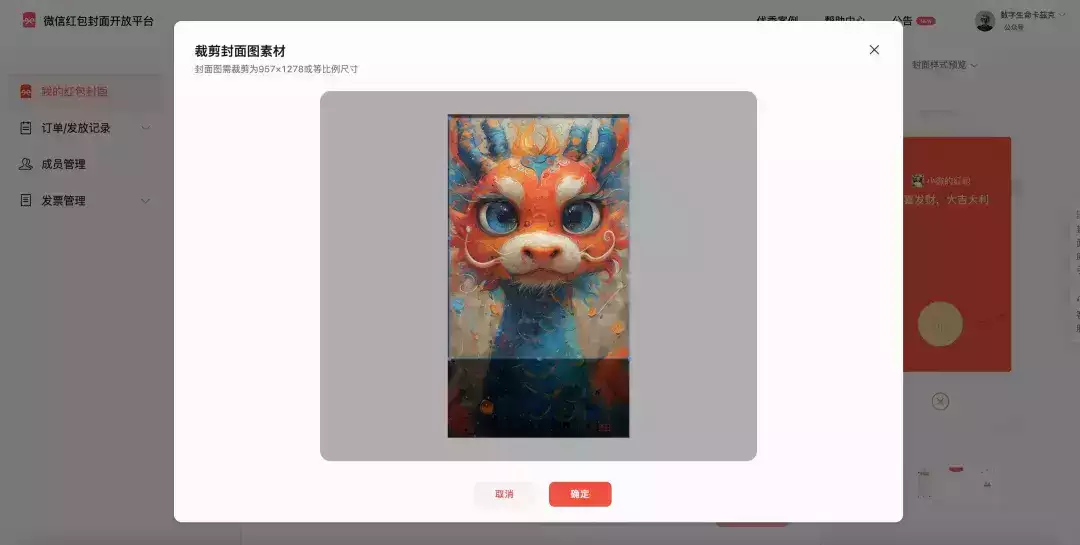 微信红包封面开放平台
优秀案例
帮助中心
公告
NEW
数字生命卡兹克
公众号
裁剪封面图素材
封面图需裁剪为957×1278或等比例尺寸
我的红包封面
订单/发放记录
成员管理
发票管理
封面样式预览
喜发财，大吉大利
取消
确定